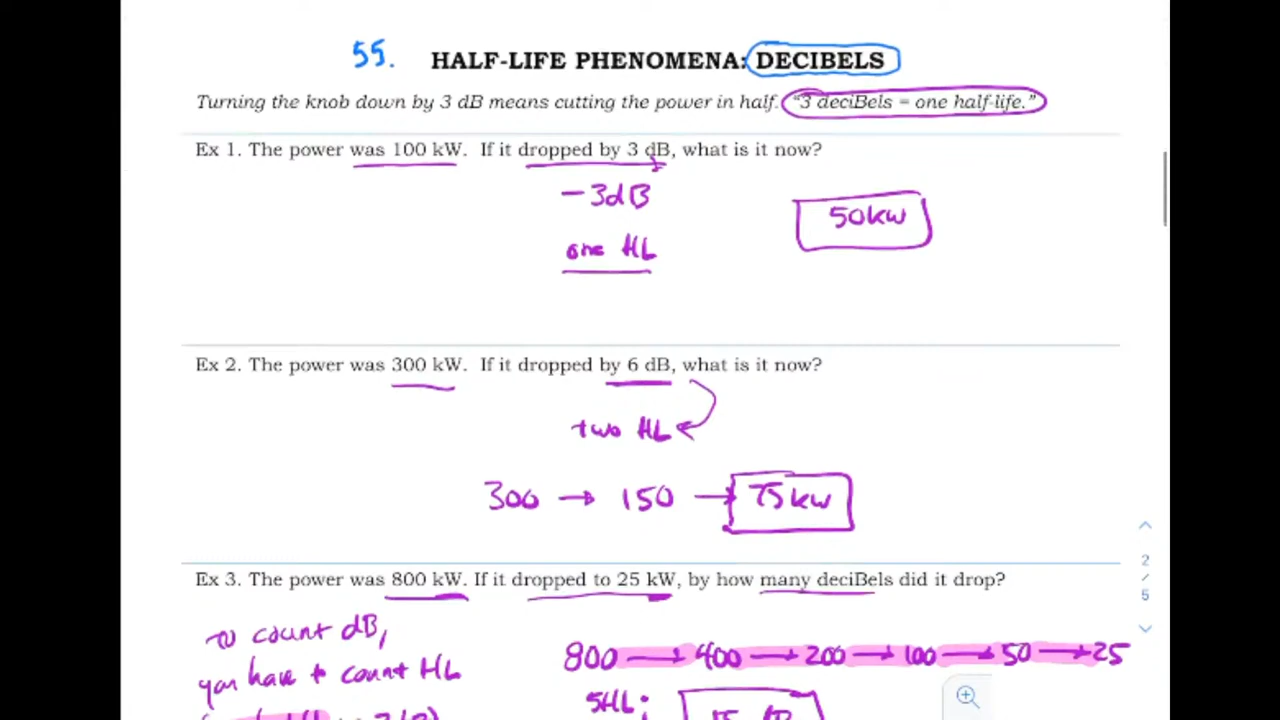 55. HALF-LIFE PHENOMENA: DECIBELS
Turning the knob down by 3 dB means cutting the power in half. "3 deciBels = one half-life."
Ex 1. The power was 100 kW. If it dropped by 3 dB, what is it now?
-3dB
50kw
one HL
Ex 2. The power was 300 kW. If it dropped by 6 dB, what is it now?
two HL
300 → 150 → 75kw
Ex 3. The power was 800 kW. If it dropped to 25 kW, by how many deciBels did it drop?
to count dB,
800 → 400 → 200 → 100 → 50 → 25
you have to count HL
5HL:
15 dB
2
/
5